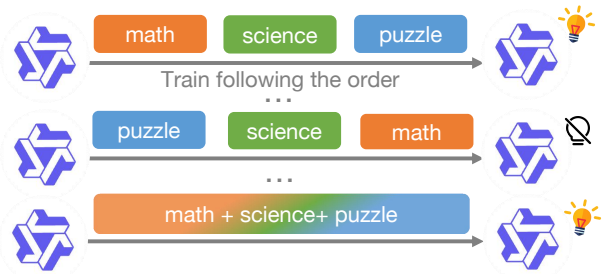 math science puzzle
Train following the order
...
puzzle science math
...
math + science+ puzzle